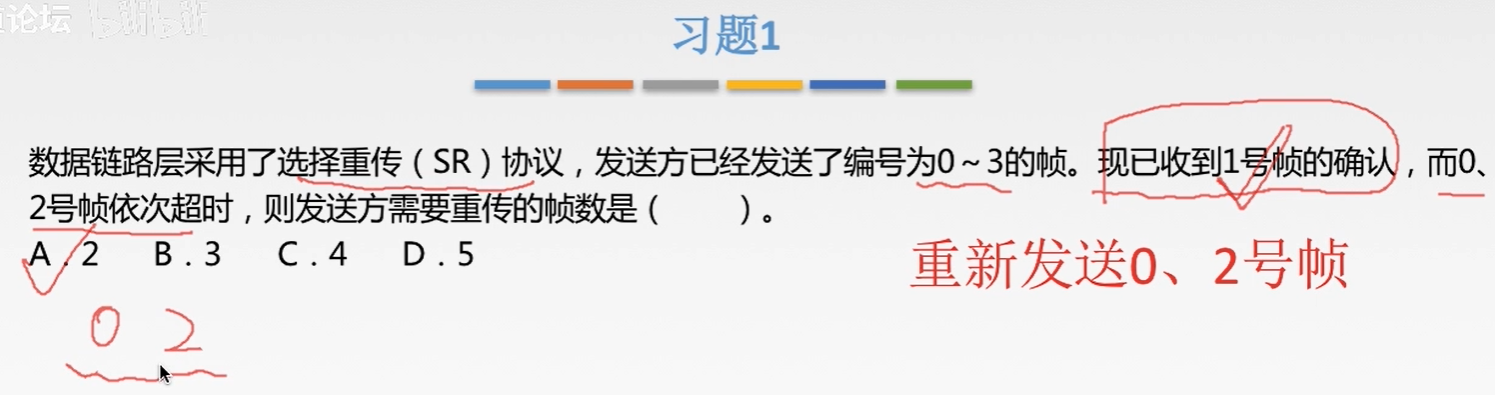 论坛 bilibili
习题1
数据链路层采用了选择重传（SR）协议，发送方已经发送了编号为0～3的帧。现已收到1号帧的确认，而0、
2号帧依次超时，则发送方需要重传的帧数是（　　）。
A．2　B．3　C．4　D．5
重新发送0、2号帧
0 2